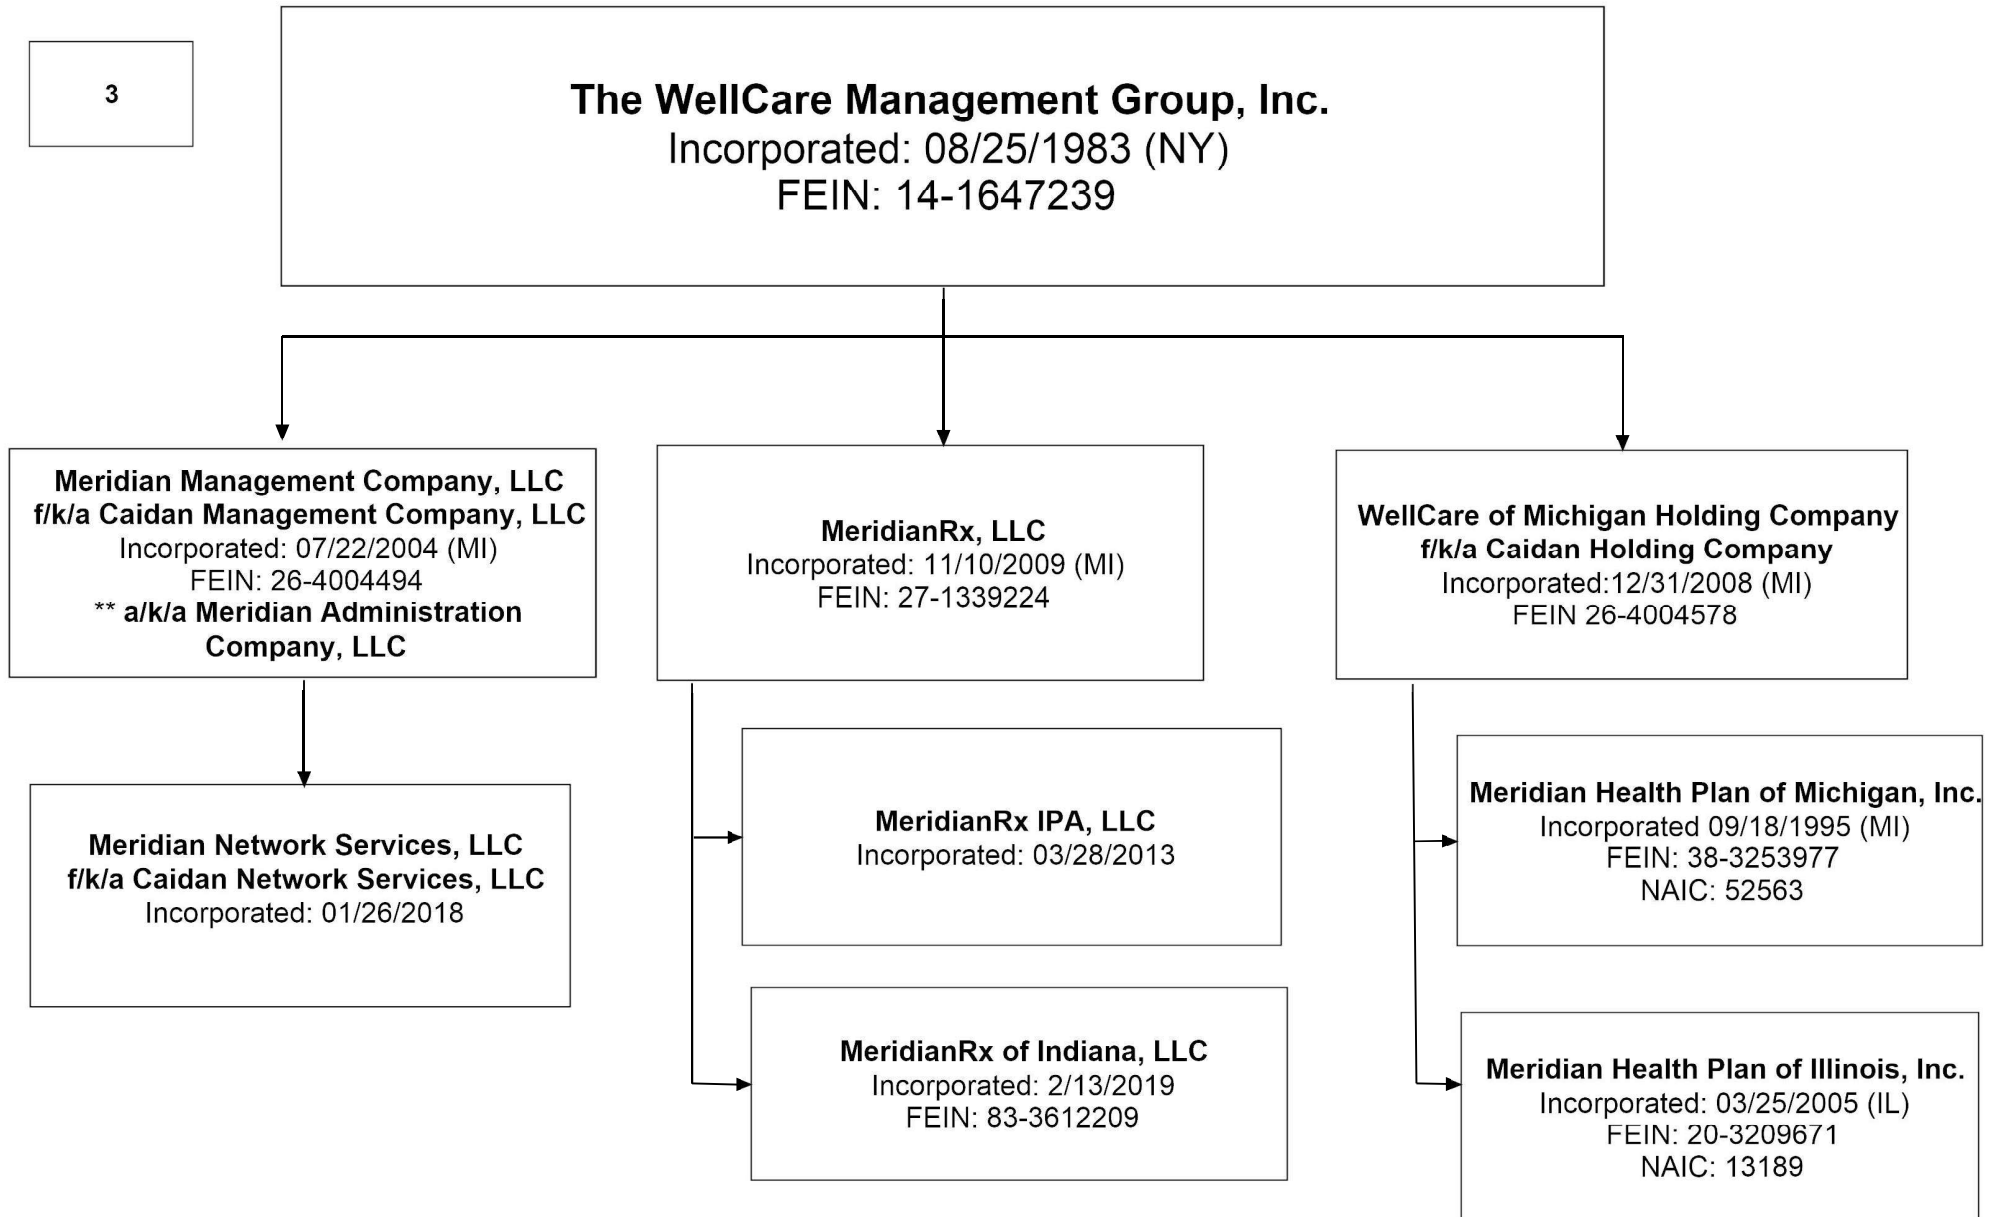 3
The WellCare Management Group, Inc.
Incorporated: 08/25/1983 (NY)
FEIN: 14-1647239
Meridian Management Company, LLC
f/k/a Caidan Management Company, LLC
Incorporated: 07/22/2004 (MI)
FEIN: 26-4004494
** a/k/a Meridian Administration
Company, LLC
MeridianRx, LLC
Incorporated: 11/10/2009 (MI)
FEIN: 27-1339224
WellCare of Michigan Holding Company
f/k/a Caidan Holding Company
Incorporated:12/31/2008 (MI)
FEIN 26-4004578
Meridian Network Services, LLC
f/k/a Caidan Network Services, LLC
Incorporated: 01/26/2018
MeridianRx IPA, LLC
Incorporated: 03/28/2013
Meridian Health Plan of Michigan, Inc.
Incorporated 09/18/1995 (MI)
FEIN: 38-3253977
NAIC: 52563
MeridianRx of Indiana, LLC
Incorporated: 2/13/2019
FEIN: 83-3612209
Meridian Health Plan of Illinois, Inc.
Incorporated: 03/25/2005 (IL)
FEIN: 20-3209671
NAIC: 13189